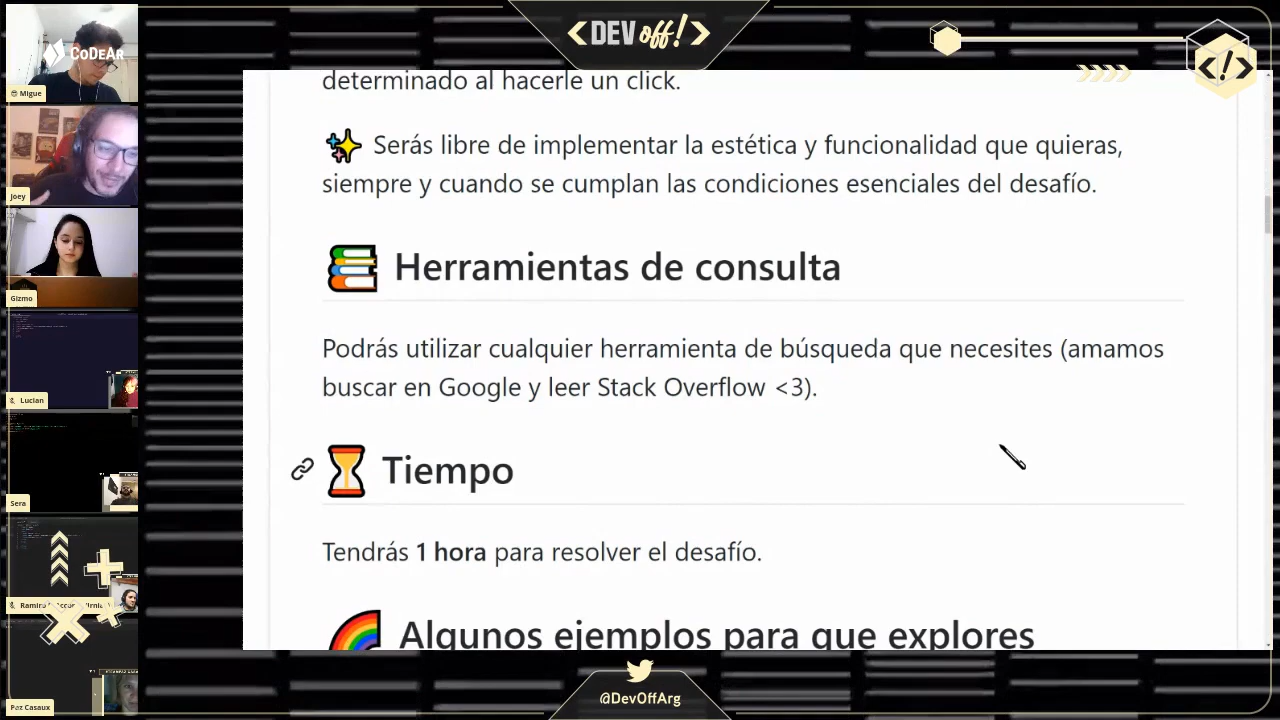 <DEV off!>
</>
CODEAR
Migue
Joey
Gizmo
Lucian
Sera
Paz Casaux
determinado al hacerle un click.
✨ Serás libre de implementar la estética y funcionalidad que quieras,
siempre y cuando se cumplan las condiciones esenciales del desafío.
📚 Herramientas de consulta
Podrás utilizar cualquier herramienta de búsqueda que necesites (amamos
buscar en Google y leer Stack Overflow <3).
⏳ Tiempo
Tendrás 1 hora para resolver el desafío.
🌈 Algunos ejemplos para que explores
@DevOffArg